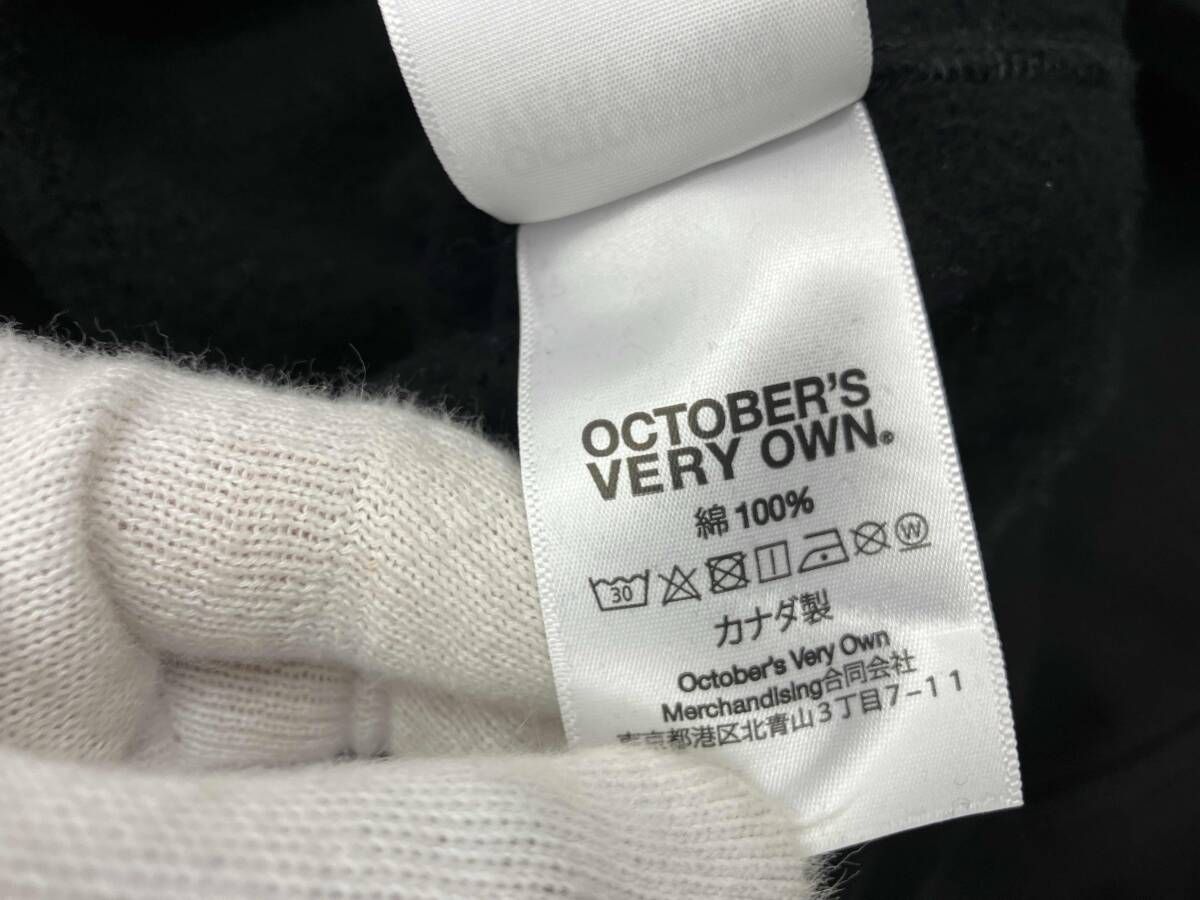 OCTOBER'S
VERY OWN®
綿 100%
30 W
カナダ製
October's Very Own
Merchandising合同会社
東京都港区北青山3丁目7-11